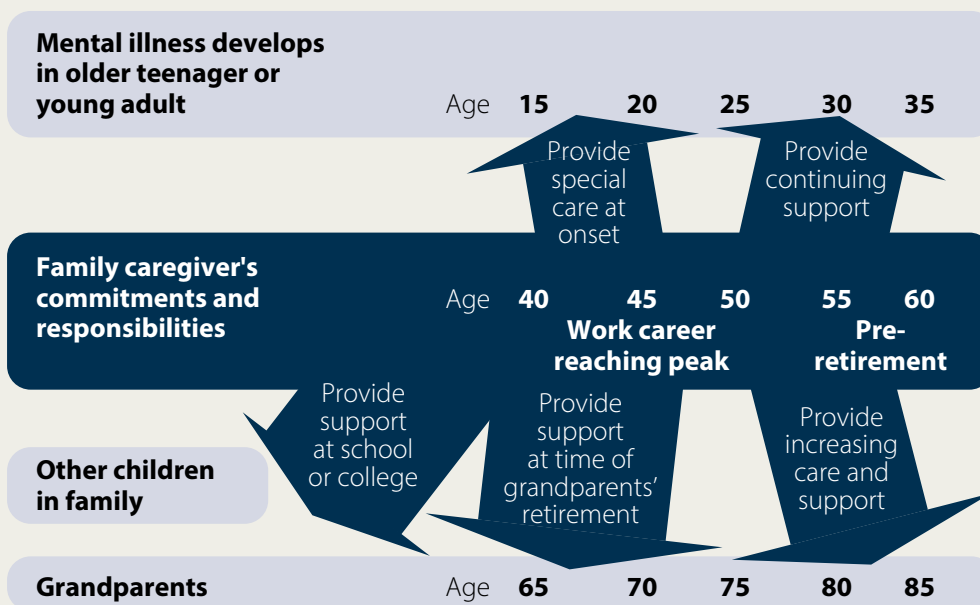 Mental illness develops
in older teenager or
young adult
Age 15 20 25 30 35
Provide
special
care at
onset
Provide
continuing
support
Family caregiver's
commitments and
responsibilities
Age 40 45 50 55 60
Work career
reaching peak
Pre-
retirement
Provide
support
at school
or college
Provide
support
at time of
grandparents’
retirement
Provide
increasing
care and
support
Other children
in family
Grandparents
Age 65 70 75 80 85